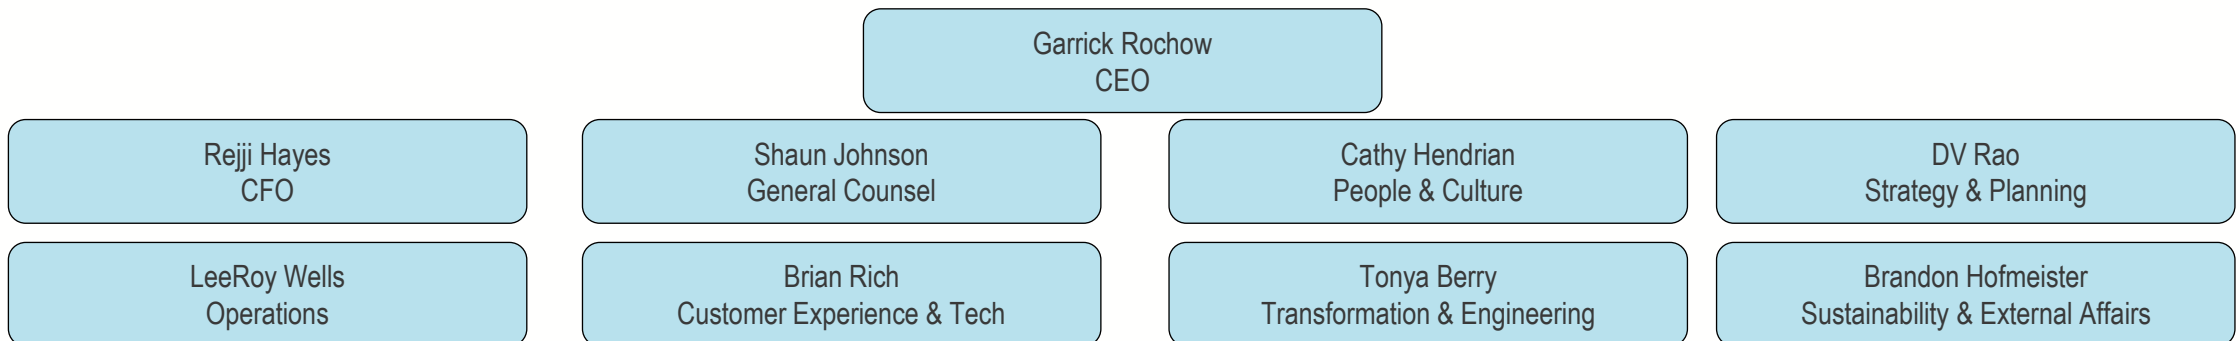 Garrick Rochow
CEO
Rejji Hayes
CFO
Shaun Johnson
General Counsel
Cathy Hendrian
People & Culture
DV Rao
Strategy & Planning
LeeRoy Wells
Operations
Brian Rich
Customer Experience & Tech
Tonya Berry
Transformation & Engineering
Brandon Hofmeister
Sustainability & External Affairs